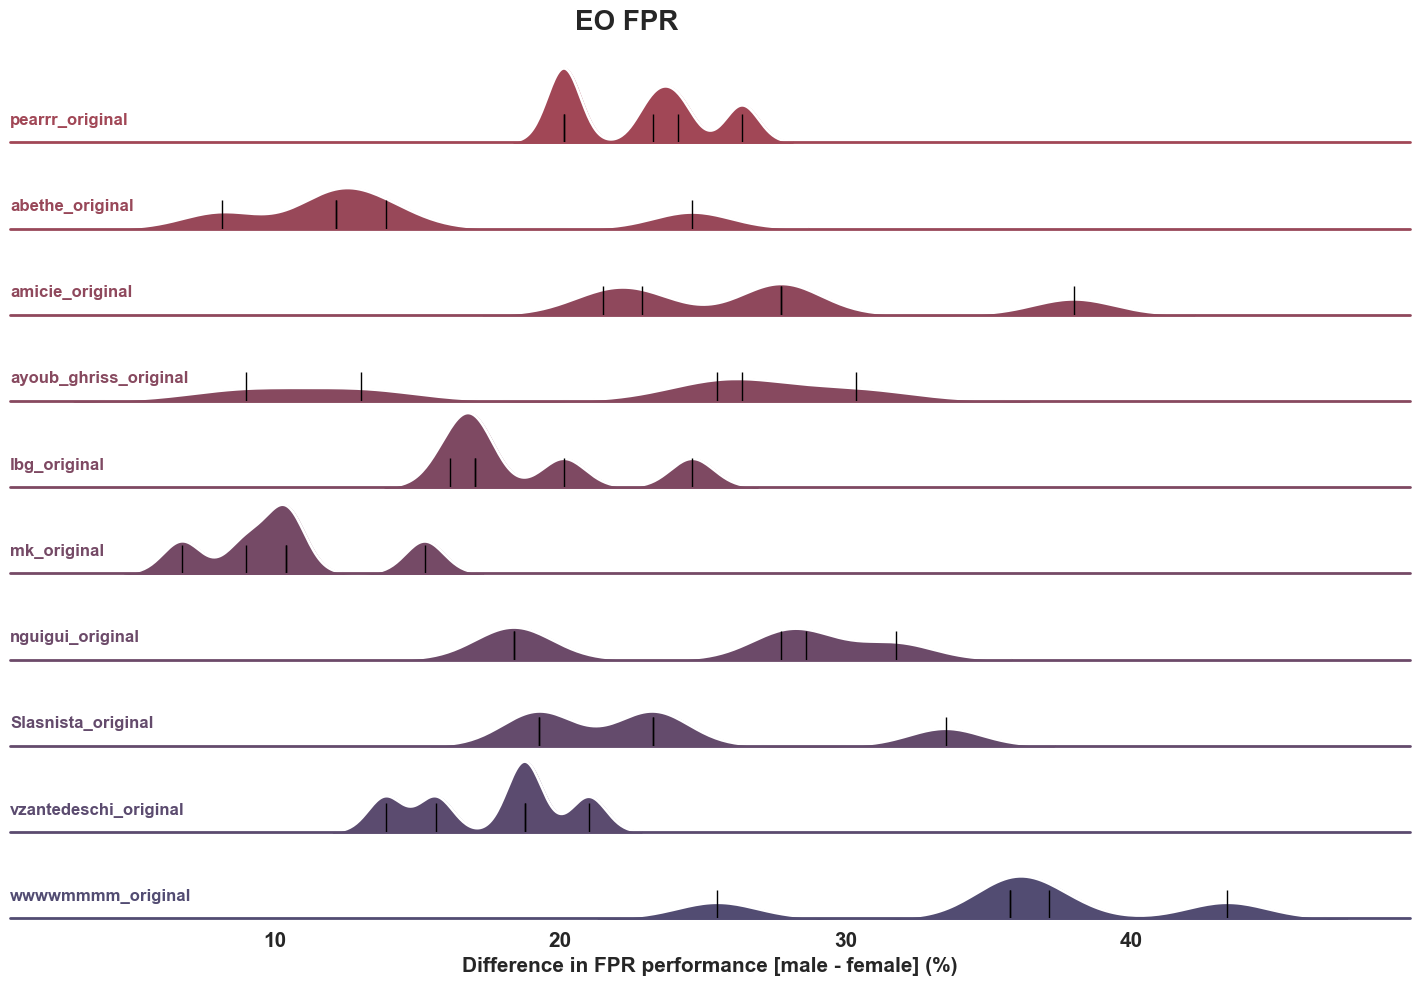 EO FPR
pearrr_original
abethe_original
amicie_original
ayoub_ghriss_original
lbg_original
mk_original
nguigui_original
Slasnista_original
vzantedeschi_original
wwwwmmmm_original
10 20 30 40
Difference in FPR performance [male - female] (%)